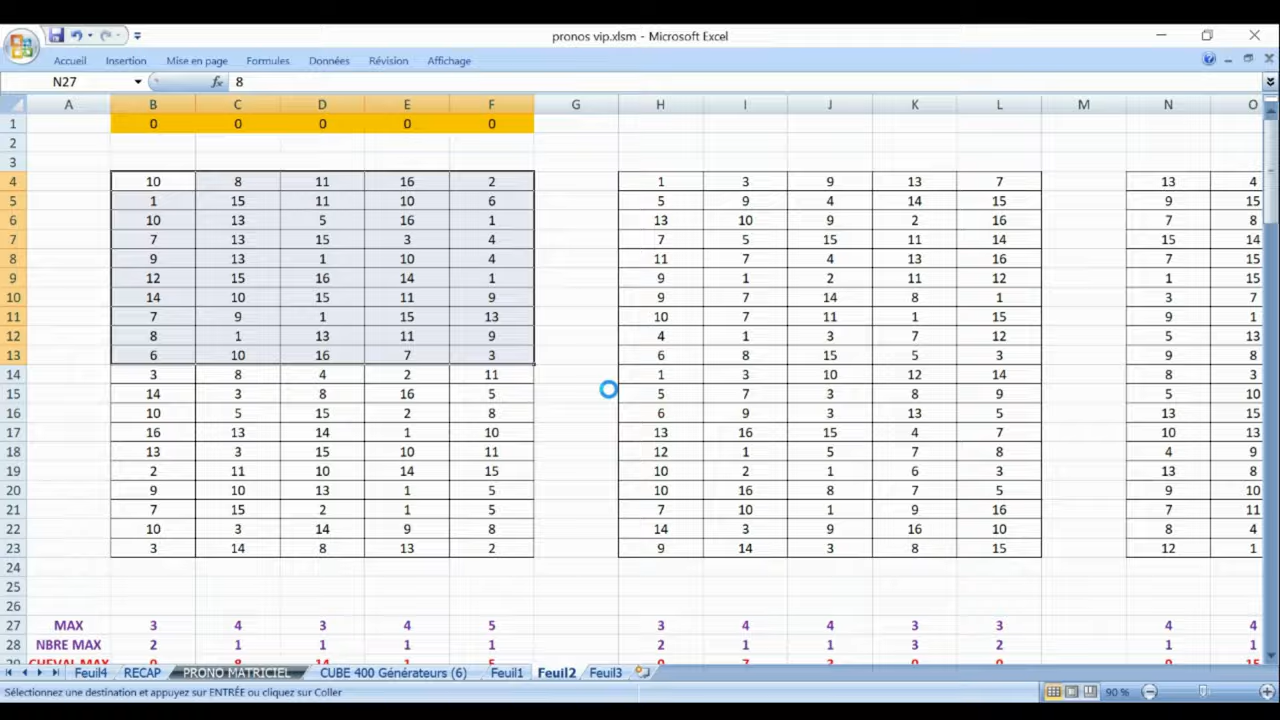 pronos vip.xlsm - Microsoft Excel
Accueil Insertion Mise en page Formules Données Révision Affichage
N27 fx 8
A B C D E F G H I J K L M N O
1 0 0 0 0 0
2
3
4 10 8 11 16 2 1 3 9 13 7 13 4
5 1 15 11 10 6 5 9 4 14 15 9 15
6 10 13 5 16 1 13 10 9 2 16 7 8
7 7 13 15 3 4 7 5 15 11 14 15 14
8 9 13 1 10 4 11 7 4 13 16 7 15
9 12 15 16 14 1 9 1 2 11 12 1 15
10 14 10 15 11 9 9 7 14 8 1 3 7
11 7 9 1 15 13 10 7 11 1 15 9 1
12 8 1 13 11 9 4 1 3 7 12 5 13
13 6 10 16 7 3 6 8 15 5 3 9 8
14 3 8 4 2 11 1 3 10 12 14 8 3
15 14 3 8 16 5 5 7 3 8 9 5 10
16 10 5 15 2 8 6 9 3 13 5 13 15
17 16 13 14 1 10 13 16 15 4 7 10 13
18 13 3 15 10 11 12 1 5 7 8 4 9
19 2 11 10 14 15 10 2 1 6 3 13 8
20 9 10 13 1 5 10 16 8 7 5 9 10
21 7 15 2 1 5 7 10 1 9 16 7 11
22 10 3 14 9 8 14 3 9 16 10 8 4
23 3 14 8 13 2 9 14 3 8 15 12 1
24
25
26
27 MAX 3 4 3 4 5 3 4 4 3 3 4 4
28 NBRE MAX 2 1 1 1 1 2 1 1 3 2 1 1
29 CHEVAL MAX 0 8 14 1 5 0 7 3 0 0 0 15
Feuil4 RECAP PRONO MATRICIEL CUBE 400 Générateurs (6) Feuil1 Feuil2 Feuil3
Sélectionnez une destination et appuyez sur ENTRÉE ou cliquez sur Coller 90 %